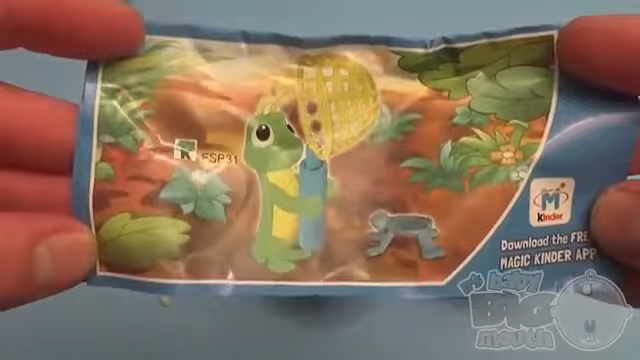 FSP31
M
kinder
Download the FREE
MAGIC KINDER APP
baby
BIG
mouth